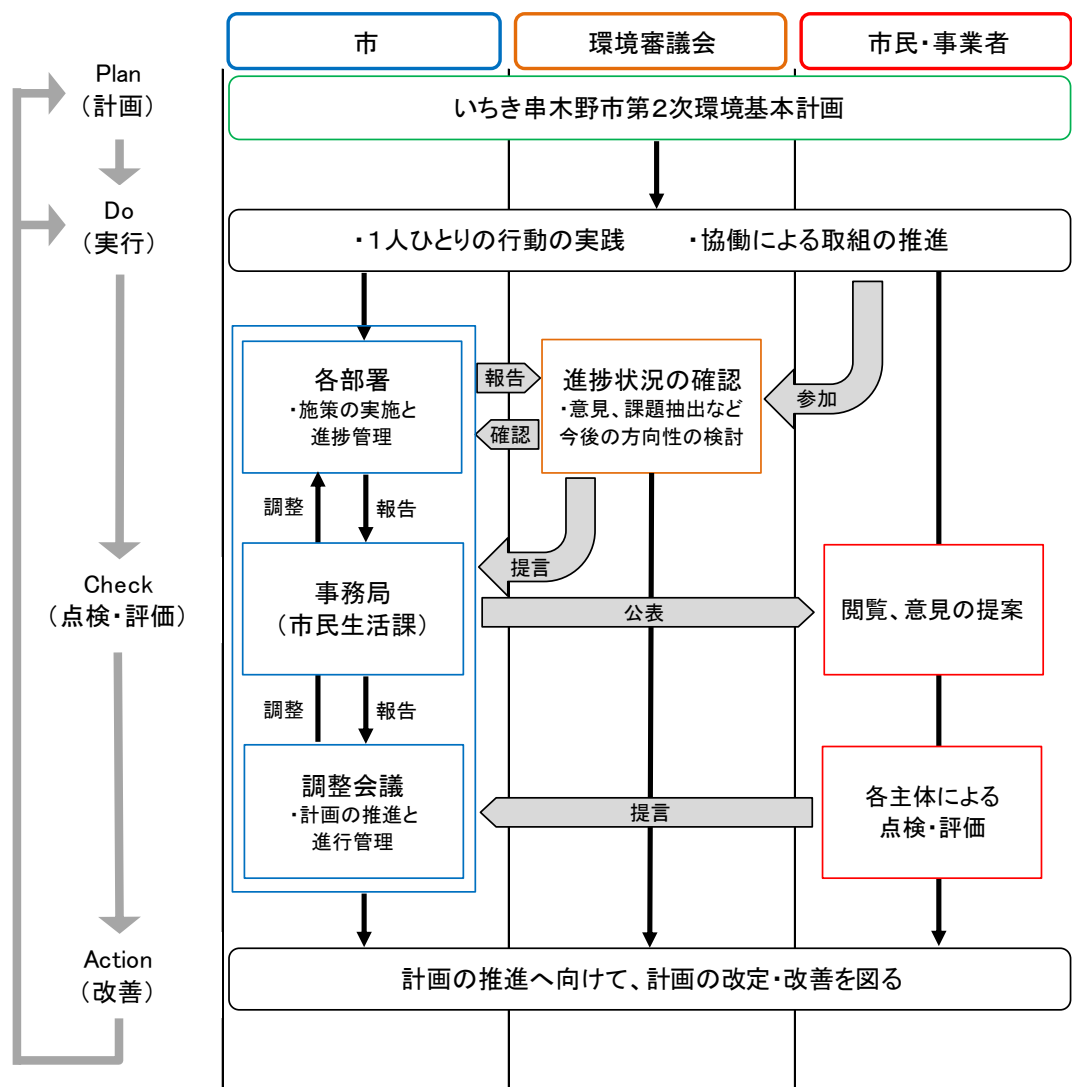 市
環境審議会
市民・事業者
Plan
（計画）
いちき串木野市第２次環境基本計画
Do
（実行）
・１人ひとりの行動の実践
・協働による取組の推進
各部署
・施策の実施と
進捗管理
報告
確認
進捗状況の確認
・意見、課題抽出など
今後の方向性の検討
参加
調整
報告
提言
Check
（点検・評価）
事務局
（市民生活課）
公表
閲覧、意見の提案
調整
報告
調整会議
・計画の推進と
進行管理
提言
各主体による
点検・評価
Action
（改善）
計画の推進へ向けて、計画の改定・改善を図る